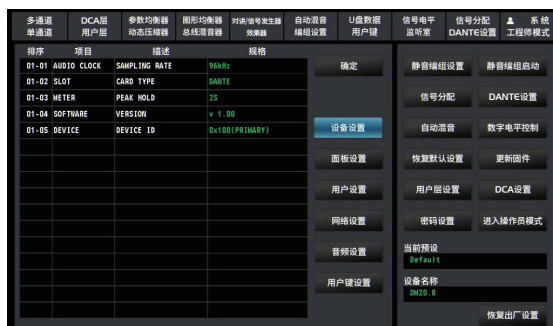 多通道 DCA层 参数均衡器 图形均衡器 对讲/信号发生器 自动混音 U盘数据 信号电平 信号分配 系统
单通道 用户层 动态压缩器 总线混音器 效果器 编组设置 用户键 监听室 DANTE设置 工程师模式
排序 项目 描述 规格
01-01 AUDIO CLOCK SAMPLING RATE 96kHz
01-02 SLOT CARD TYPE DANTE
01-03 METER PEAK HOLD 2S
01-04 SOFTWARE VERSION v 1.00
01-05 DEVICE DEVICE ID 0x100(PRIMARY)
确定
设备设置
面板设置
用户设置
网络设置
音频设置
用户键设置
静音编组设置 静音编组启动
信号分配 DANTE设置
自动混音 数字电平控制
恢复默认设置 更新固件
用户层设置 DCA设置
密码设置 进入操作员模式
当前预设
Default
设备名称
DM20.8
恢复出厂设置